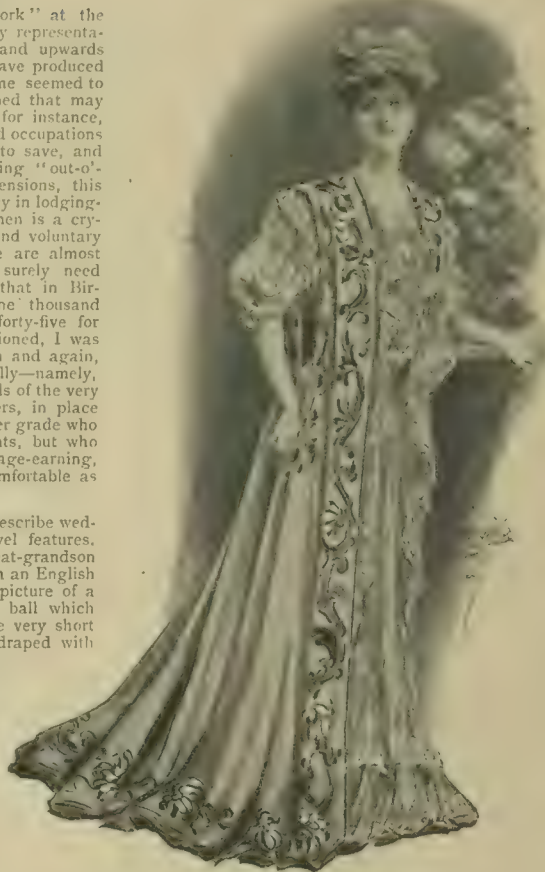 ork" at the
y representa-
and upwards
ave produced
me seemed to
ned that may
for instance,
d occupations
to save, and
ing "out-o'-
ensions, this
y in lodging-
nen is a cry-
nd voluntary
e are almost
surely need
that in Bir-
ne thousand
forty-five for
ioned, I was
n and again,
lly—namely,
ls of the very
ers, in place
er grade who
nts, but who
age-earning,
mfortable as
escribe wed-
vel features.
at-grandson
n an English
picture of a
ball which
e very short
draped with